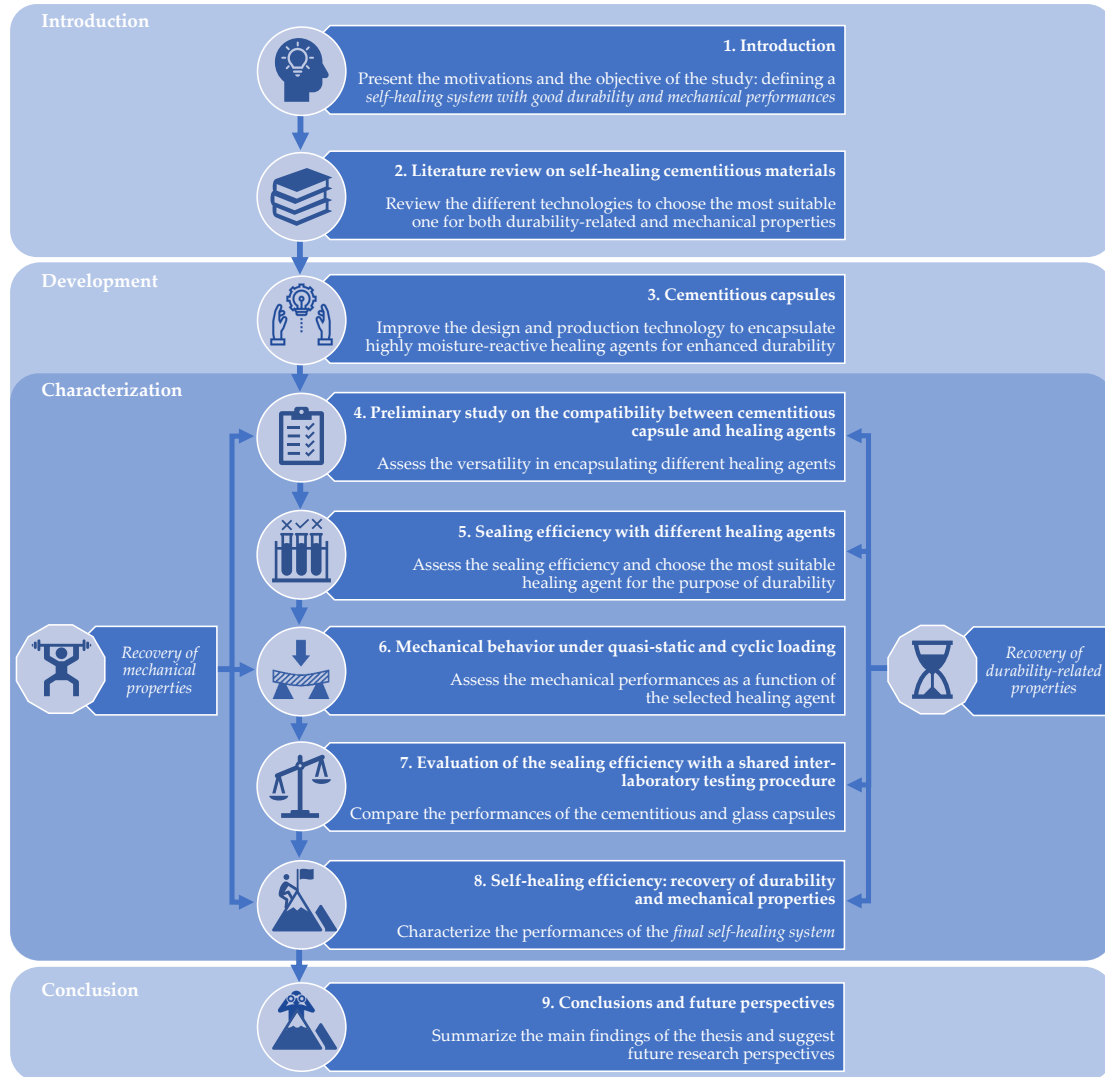 Introduction
1. Introduction
Present the motivations and the objective of the study: defining a
self-healing system with good durability and mechanical performances
2. Literature review on self-healing cementitious materials
Review the different technologies to choose the most suitable
one for both durability-related and mechanical properties
Development
3. Cementitious capsules
Improve the design and production technology to encapsulate
highly moisture-reactive healing agents for enhanced durability
Characterization
4. Preliminary study on the compatibility between cementitious
capsule and healing agents
Assess the versatility in encapsulating different healing agents
5. Sealing efficiency with different healing agents
Assess the sealing efficiency and choose the most suitable
healing agent for the purpose of durability
Recovery of
mechanical
properties
6. Mechanical behavior under quasi-static and cyclic loading
Assess the mechanical performances as a function of
the selected healing agent
Recovery of
durability-related
properties
7. Evaluation of the sealing efficiency with a shared inter-
laboratory testing procedure
Compare the performances of the cementitious and glass capsules
8. Self-healing efficiency: recovery of durability
and mechanical properties
Characterize the performances of the final self-healing system
Conclusion
9. Conclusions and future perspectives
Summarize the main findings of the thesis and suggest
future research perspectives